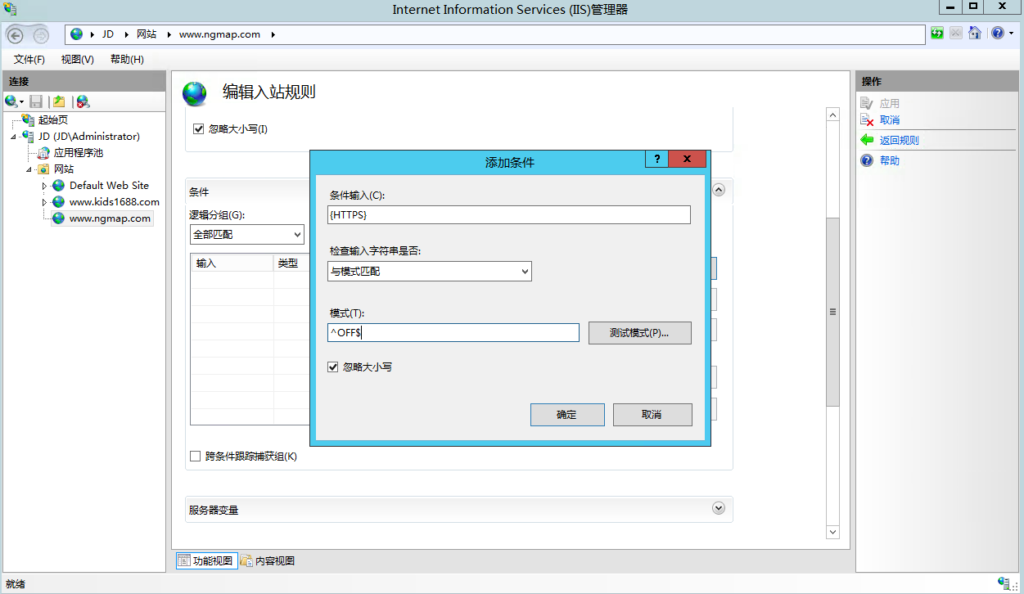 Internet Information Services (IIS)管理器
JD 网站 www.ngmap.com
文件(F) 视图(V) 帮助(H)
连接
起始页
JD (JD\Administrator)
应用程序池
网站
Default Web Site
www.kids1688.com
www.ngmap.com
编辑入站规则
忽略大小写(I)
条件
逻辑分组(G):
全部匹配
输入 类型
跨条件跟踪捕获组(K)
服务器变量
添加条件
? x
条件输入(C):
{HTTPS}
检查输入字符串是否:
与模式匹配
模式(T):
^OFF$
测试模式(P)...
忽略大小写
确定 取消
功能视图 内容视图
操作
应用
取消
返回规则
帮助
就绪